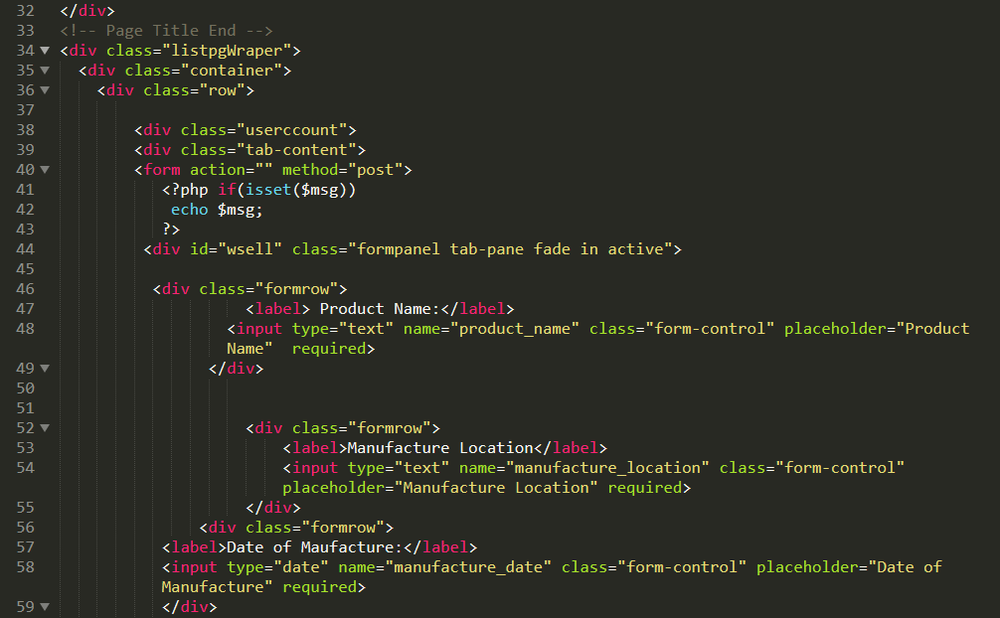 32 </div>
33 <!-- Page Title End -->
34 <div class="listpgWraper">
35 <div class="container">
36 <div class="row">
37
38 <div class="userccount">
39 <div class="tab-content">
40 <form action="" method="post">
41 <?php if(isset($msg))
42 echo $msg;
43 ?>
44 <div id="wsell" class="formpanel tab-pane fade in active">
45
46 <div class="formrow">
47 <label> Product Name:</label>
48 <input type="text" name="product_name" class="form-control" placeholder="Product
Name"  required>
49 </div>
50
51
52 <div class="formrow">
53 <label>Manufacture Location</label>
54 <input type="text" name="manufacture_location" class="form-control"
placeholder="Manufacture Location" required>
55 </div>
56 <div class="formrow">
57 <label>Date of Maufacture:</label>
58 <input type="date" name="manufacture_date" class="form-control" placeholder="Date of
Manufacture" required>
59 </div>